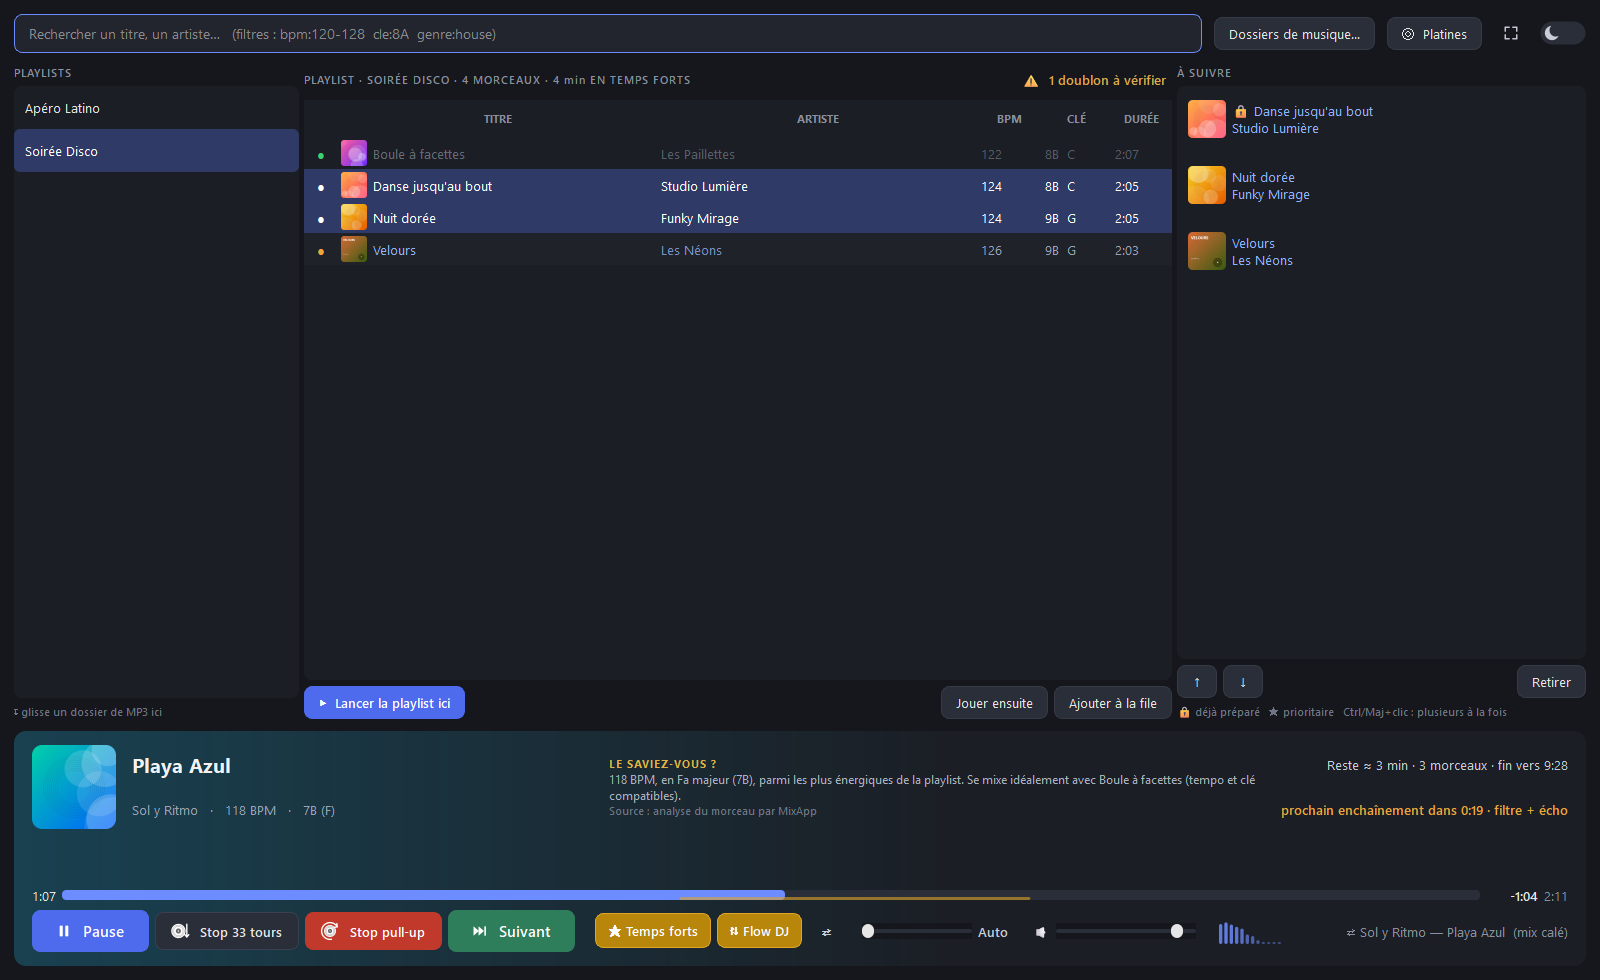 Rechercher un titre, un artiste... (filtres : bpm:120-128 cle:8A genre:house)
Dossiers de musique...
Platines
PLAYLISTS
Apéro Latino
Soirée Disco
glisse un dossier de MP3 ici
PLAYLIST · SOIRÉE DISCO · 4 MORCEAUX · 4 min EN TEMPS FORTS
1 doublon à vérifier
TITRE ARTISTE BPM CLÉ DURÉE
Boule à facettes Les Paillettes 122 8B C 2:07
Danse jusqu'au bout Studio Lumière 124 8B C 2:05
Nuit dorée Funky Mirage 124 9B G 2:05
Velours Les Néons 126 9B G 2:03
Lancer la playlist ici
Jouer ensuite
Ajouter à la file
À SUIVRE
Danse jusqu'au bout
Studio Lumière
Nuit dorée
Funky Mirage
Velours
Les Néons
↑ ↓ Retirer
déjà préparé ★ prioritaire Ctrl/Maj+clic : plusieurs à la fois
Playa Azul
Sol y Ritmo · 118 BPM · 7B (F)
LE SAVIEZ-VOUS ?
118 BPM, en Fa majeur (7B), parmi les plus énergiques de la playlist. Se mixe idéalement avec Boule à facettes (tempo et clé
compatibles).
Source : analyse du morceau par MixApp
Reste ≈ 3 min · 3 morceaux · fin vers 9:28
prochain enchaînement dans 0:19 · filtre + écho
1:07
-1:04 2:11
Pause
Stop 33 tours
Stop pull-up
Suivant
★ Temps forts
⇅ Flow DJ
⇄
Auto
⇄ Sol y Ritmo — Playa Azul (mix calé)